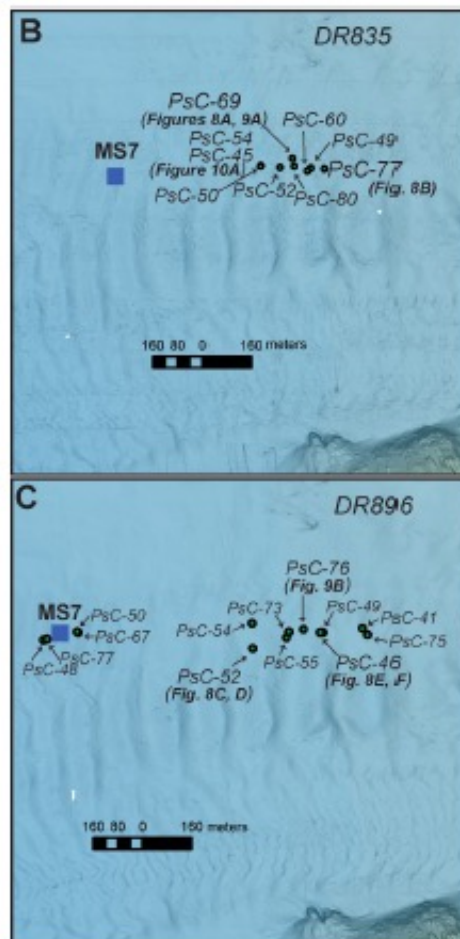 B
DR835
PsC-69
(Figures 8A, 9A)
PsC-60
PsC-54
PsC-49
MS7
PsC-45
(Figure 10A)
PsC-77
PsC-52
(Fig. 8B)
PsC-50
PsC-80
160 80 0 160 meters
C
DR896
PsC-76
(Fig. 9B)
MS7
PsC-50
PsC-73
PsC-49
PsC-41
PsC-54
PsC-67
PsC-75
PsC-77
PsC-48
PsC-55
PsC-46
PsC-52
(Fig. 8E, F)
(Fig. 8C, D)
160 80 0 160 meters